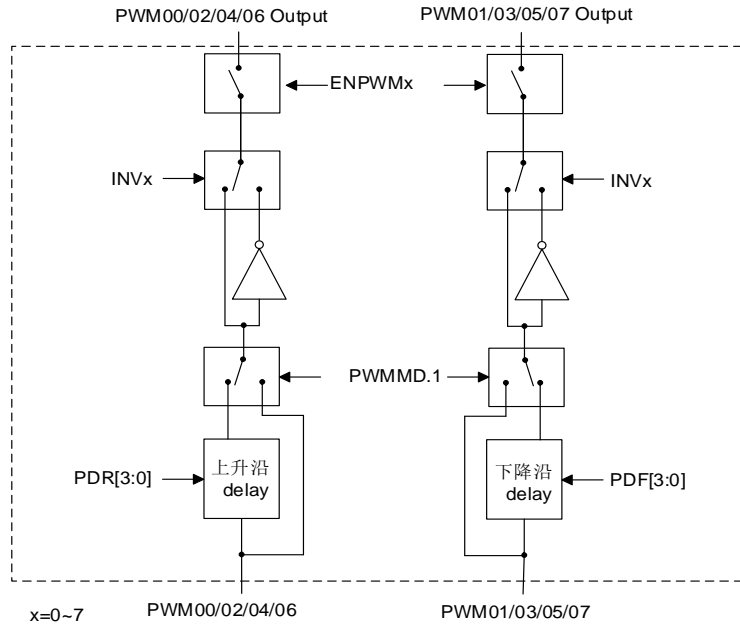 PWM00/02/04/06 Output
PWM01/03/05/07 Output
ENPWMx
INVx
INVx
PWMMD.1
PDR[3:0]
上升沿
delay
下降沿
delay
PDF[3:0]
x=0~7
PWM00/02/04/06
PWM01/03/05/07